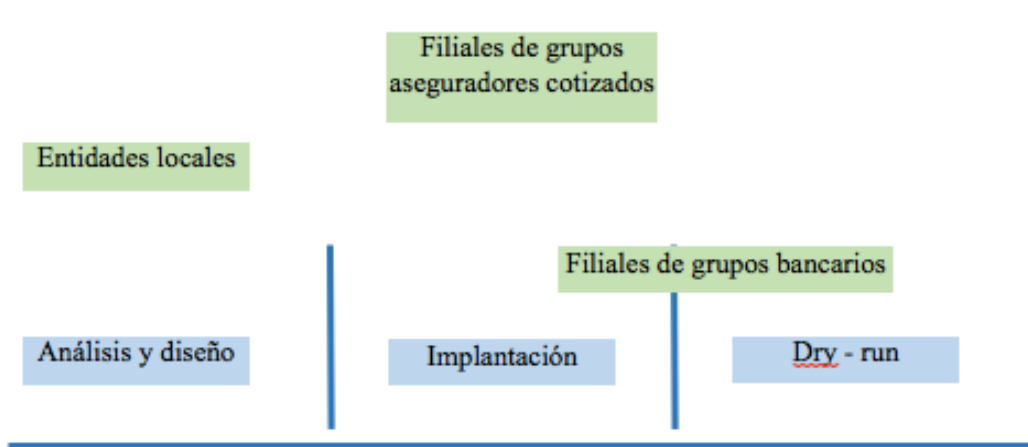 Filiales de grupos
aseguradores cotizados
Entidades locales
Filiales de grupos bancarios
Análisis y diseño
Implantación
Dry - run